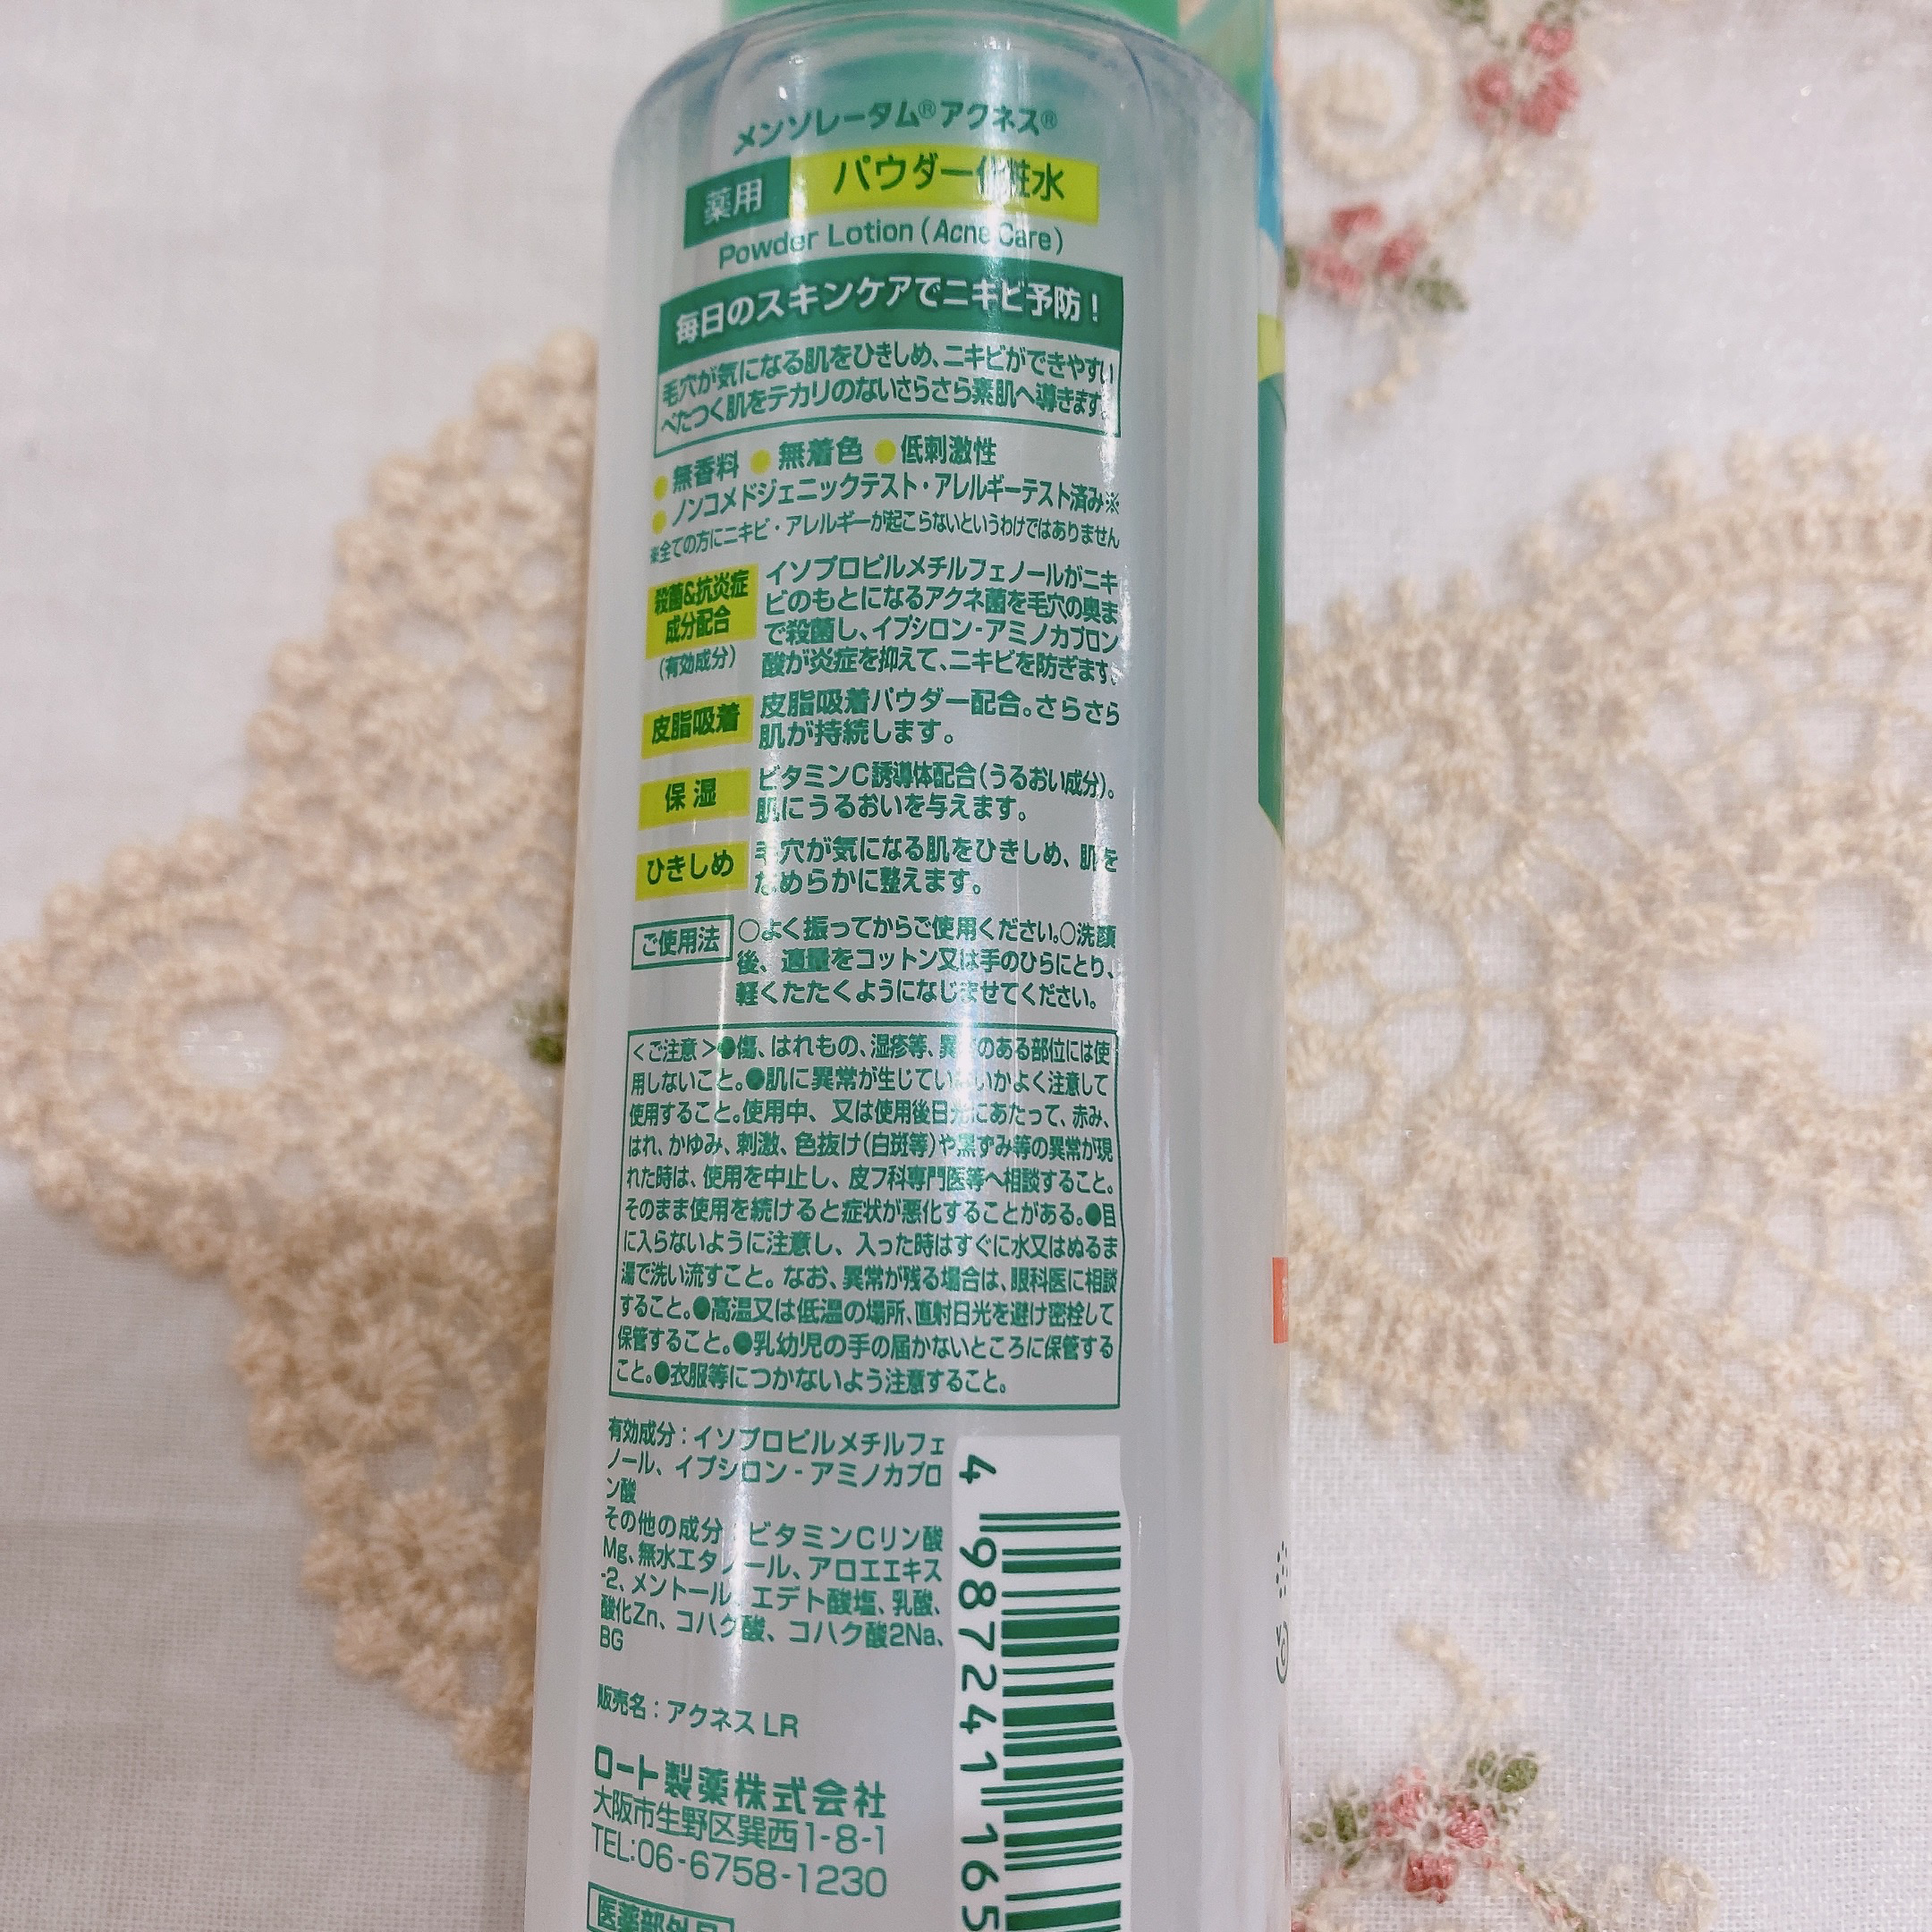 メンソレータム®アクネス®
薬用 パウダー化粧水
Powder Lotion (Acne Care)
毎日のスキンケアでニキビ予防！
毛穴が気になる肌をひきしめ、ニキビができやすい
べたつく肌をテカリのないさらさら素肌へ導きます。
●無香料 ●無着色 ●低刺激性
●ノンコメドジェニックテスト・アレルギーテスト済み※
※全ての方にニキビ・アレルギーが起こらないというわけではありません
殺菌&抗炎症
成分配合
(有効成分)
イソプロピルメチルフェノールがニキ
ビのもとになるアクネ菌を毛穴の奥ま
で殺菌し、イプシロン-アミノカプロン
酸が炎症を抑えて、ニキビを防ぎます。
皮脂吸着
皮脂吸着パウダー配合。さらさら
肌が持続します。
保湿
ビタミンC誘導体配合(うるおい成分)。
肌にうるおいを与えます。
ひきしめ
毛穴が気になる肌をひきしめ、肌を
なめらかに整えます。
ご使用法
○よく振ってからご使用ください。○洗顔
後、適量をコットン又は手のひらにとり、
軽くたたくようになじませてください。
<ご注意>●傷、はれもの、湿疹等、異常のある部位には使
用しないこと。●肌に異常が生じていないかよく注意して
使用すること。使用中、又は使用後日光にあたって、赤み、
はれ、かゆみ、刺激、色抜け(白斑等)や黒ずみ等の異常が現
れた時は、使用を中止し、皮フ科専門医等へ相談すること。
そのまま使用を続けると症状が悪化することがある。●目
に入らないように注意し、入った時はすぐに水又はぬるま
湯で洗い流すこと。なお、異常が残る場合は、眼科医に相談
すること。●高温又は低温の場所、直射日光を避け密栓して
保管すること。●乳幼児の手の届かないところに保管する
こと。●衣服等につかないよう注意すること。
有効成分：イソプロピルメチルフェ
ノール、イプシロン-アミノカプロ
ン酸
その他の成分：ビタミンCリン酸
Mg、無水エタノール、アロエエキス
-2、メントール、エデト酸塩、乳酸、
酸化Zn、コハク酸、コハク酸2Na、
BG
販売名：アクネス LR
ロート製薬株式会社
大阪市生野区巽西1-8-1
TEL:06-6758-1230
医薬部外品
4 987241 165